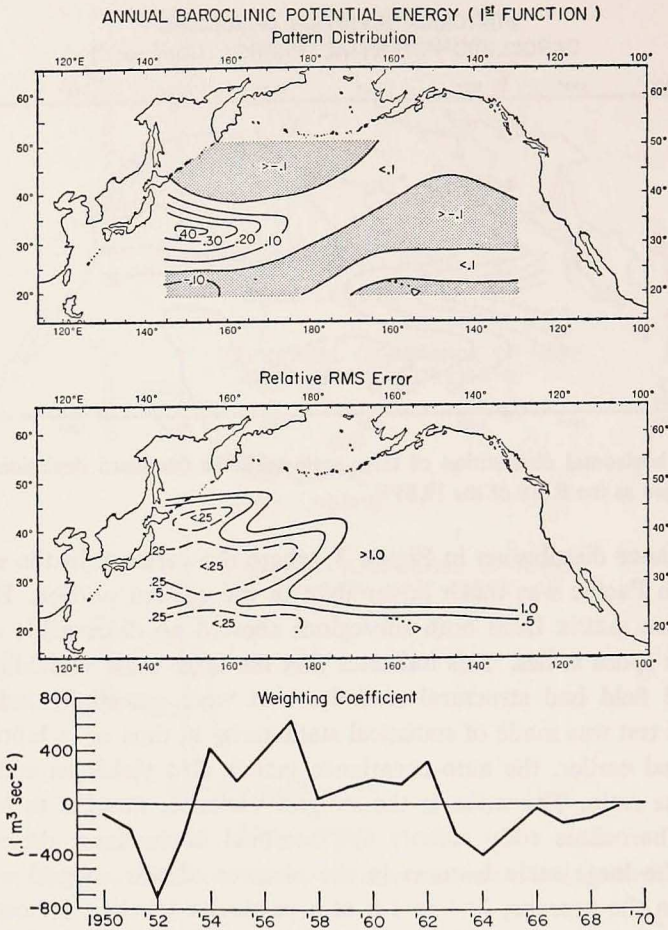 ANNUAL BAROCLINIC POTENTIAL ENERGY ( 1st FUNCTION )
Pattern Distribution
120°E 140° 160° 180° 160° 140° 120° 100°
60° 60°
50° >-.1 <.1 50°
40° >-.1 40°
30° .40 .30 .20 .10 30°
-.10 <.1
20° 20°
120°E 140° 160° 180° 160° 140° 120° 100°
Relative RMS Error
120°E 140° 160° 180° 160° 140° 120° 100°
60° 60°
50° 50°
40° <.25 40°
.25 <.25 >1.0
30° 30°
.25
.5 1.0
20° .25 <.25 .5 20°
120°E 140° 160° 180° 160° 140° 120° 100°
Weighting Coefficient
800
400
0
-400
-800
(.1 m³ sec-2)
1950 '52 '54 '56 '58 '60 '62 '64 '66 '68 '70